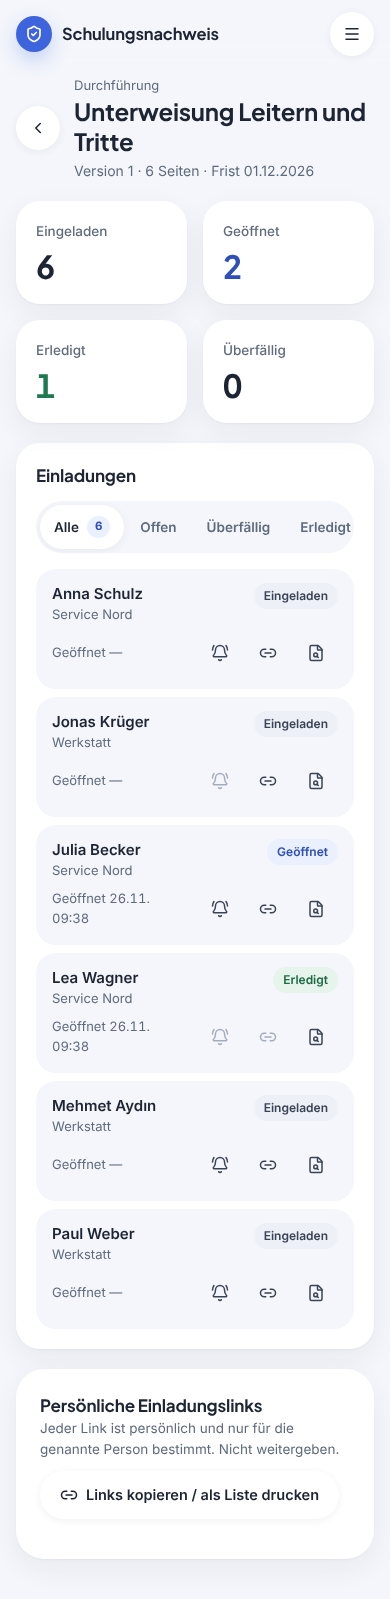 Schulungsnachweis
Durchführung
Unterweisung Leitern und
Tritte
Version 1 · 6 Seiten · Frist 01.12.2026
Eingeladen
6
Geöffnet
2
Erledigt
1
Überfällig
0
Einladungen
Alle 6 Offen Überfällig Erledigt
Anna Schulz
Eingeladen
Service Nord
Geöffnet —
Jonas Krüger
Eingeladen
Werkstatt
Geöffnet —
Julia Becker
Geöffnet
Service Nord
Geöffnet 26.11.
09:38
Lea Wagner
Erledigt
Service Nord
Geöffnet 26.11.
09:38
Mehmet Aydın
Eingeladen
Werkstatt
Geöffnet —
Paul Weber
Eingeladen
Werkstatt
Geöffnet —
Persönliche Einladungslinks
Jeder Link ist persönlich und nur für die
genannte Person bestimmt. Nicht weitergeben.
Links kopieren / als Liste drucken